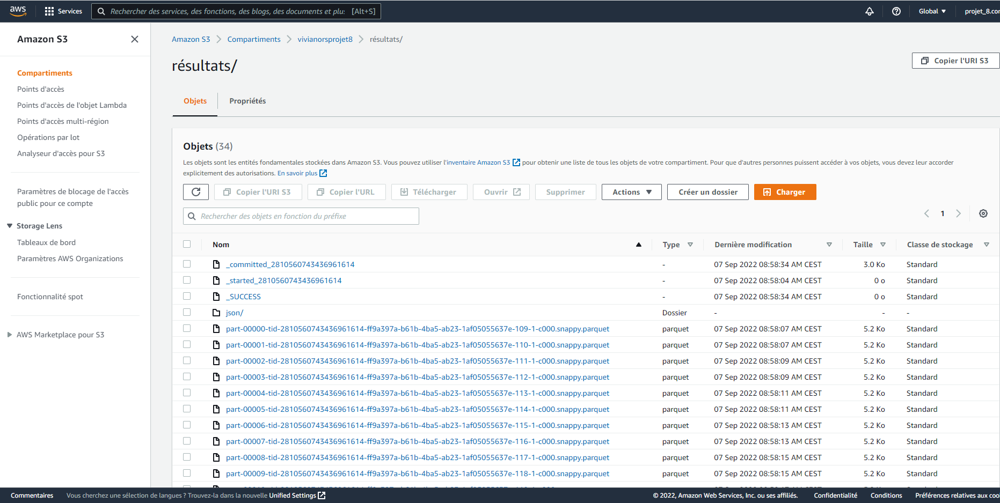 aws Services Rechercher des services, des fonctions, des blogs, des documents et plu: [Alt+S] Global projet_8.cor
Amazon S3
Compartiments
Points d'accès
Points d'accès de l'objet Lambda
Points d'accès multi-région
Opérations par lot
Analyseur d'accès pour S3
Paramètres de blocage de l'accès
public pour ce compte
Storage Lens
Tableaux de bord
Paramètres AWS Organizations
Fonctionnalité spot
AWS Marketplace pour S3
Amazon S3 Compartiments vivianorsprojet8 résultats/
résultats/
Copier l'URI S3
Objets Propriétés
Objets (34)
Les objets sont les entités fondamentales stockées dans Amazon S3. Vous pouvez utiliser l'inventaire Amazon S3 pour obtenir une liste de tous les objets de votre compartiment. Pour que d'autres personnes puissent accéder à vos objets, vous devez leur accorder
explicitement des autorisations. En savoir plus
Copier l'URI S3 Copier l'URL Télécharger Ouvrir Supprimer Actions Créer un dossier Charger
Rechercher des objets en fonction du préfixe 1
Nom Type Dernière modification Taille Classe de stockage
_committed_2810560743436961614 - 07 Sep 2022 08:58:34 AM CEST 3.0 Ko Standard
_started_2810560743436961614 - 07 Sep 2022 08:58:04 AM CEST 0 o Standard
_SUCCESS - 07 Sep 2022 08:58:34 AM CEST 0 o Standard
json/ Dossier - - -
part-00000-tid-2810560743436961614-ff9a397a-b61b-4ba5-ab23-1af05055637e-109-1-c000.snappy.parquet parquet 07 Sep 2022 08:58:07 AM CEST 5.2 Ko Standard
part-00001-tid-2810560743436961614-ff9a397a-b61b-4ba5-ab23-1af05055637e-110-1-c000.snappy.parquet parquet 07 Sep 2022 08:58:07 AM CEST 5.2 Ko Standard
part-00002-tid-2810560743436961614-ff9a397a-b61b-4ba5-ab23-1af05055637e-111-1-c000.snappy.parquet parquet 07 Sep 2022 08:58:09 AM CEST 5.2 Ko Standard
part-00003-tid-2810560743436961614-ff9a397a-b61b-4ba5-ab23-1af05055637e-112-1-c000.snappy.parquet parquet 07 Sep 2022 08:58:09 AM CEST 5.2 Ko Standard
part-00004-tid-2810560743436961614-ff9a397a-b61b-4ba5-ab23-1af05055637e-113-1-c000.snappy.parquet parquet 07 Sep 2022 08:58:11 AM CEST 5.2 Ko Standard
part-00005-tid-2810560743436961614-ff9a397a-b61b-4ba5-ab23-1af05055637e-114-1-c000.snappy.parquet parquet 07 Sep 2022 08:58:11 AM CEST 5.2 Ko Standard
part-00006-tid-2810560743436961614-ff9a397a-b61b-4ba5-ab23-1af05055637e-115-1-c000.snappy.parquet parquet 07 Sep 2022 08:58:13 AM CEST 5.2 Ko Standard
part-00007-tid-2810560743436961614-ff9a397a-b61b-4ba5-ab23-1af05055637e-116-1-c000.snappy.parquet parquet 07 Sep 2022 08:58:13 AM CEST 5.2 Ko Standard
part-00008-tid-2810560743436961614-ff9a397a-b61b-4ba5-ab23-1af05055637e-117-1-c000.snappy.parquet parquet 07 Sep 2022 08:58:15 AM CEST 5.2 Ko Standard
part-00009-tid-2810560743436961614-ff9a397a-b61b-4ba5-ab23-1af05055637e-118-1-c000.snappy.parquet parquet 07 Sep 2022 08:58:15 AM CEST 5.2 Ko Standard
Commentaires Vous cherchez une sélection de langues ? Trouvez-la dans la nouvelle Unified Settings © 2022, Amazon Web Services, Inc. ou ses affiliés. Confidentialité Conditions Préférences relatives aux coo